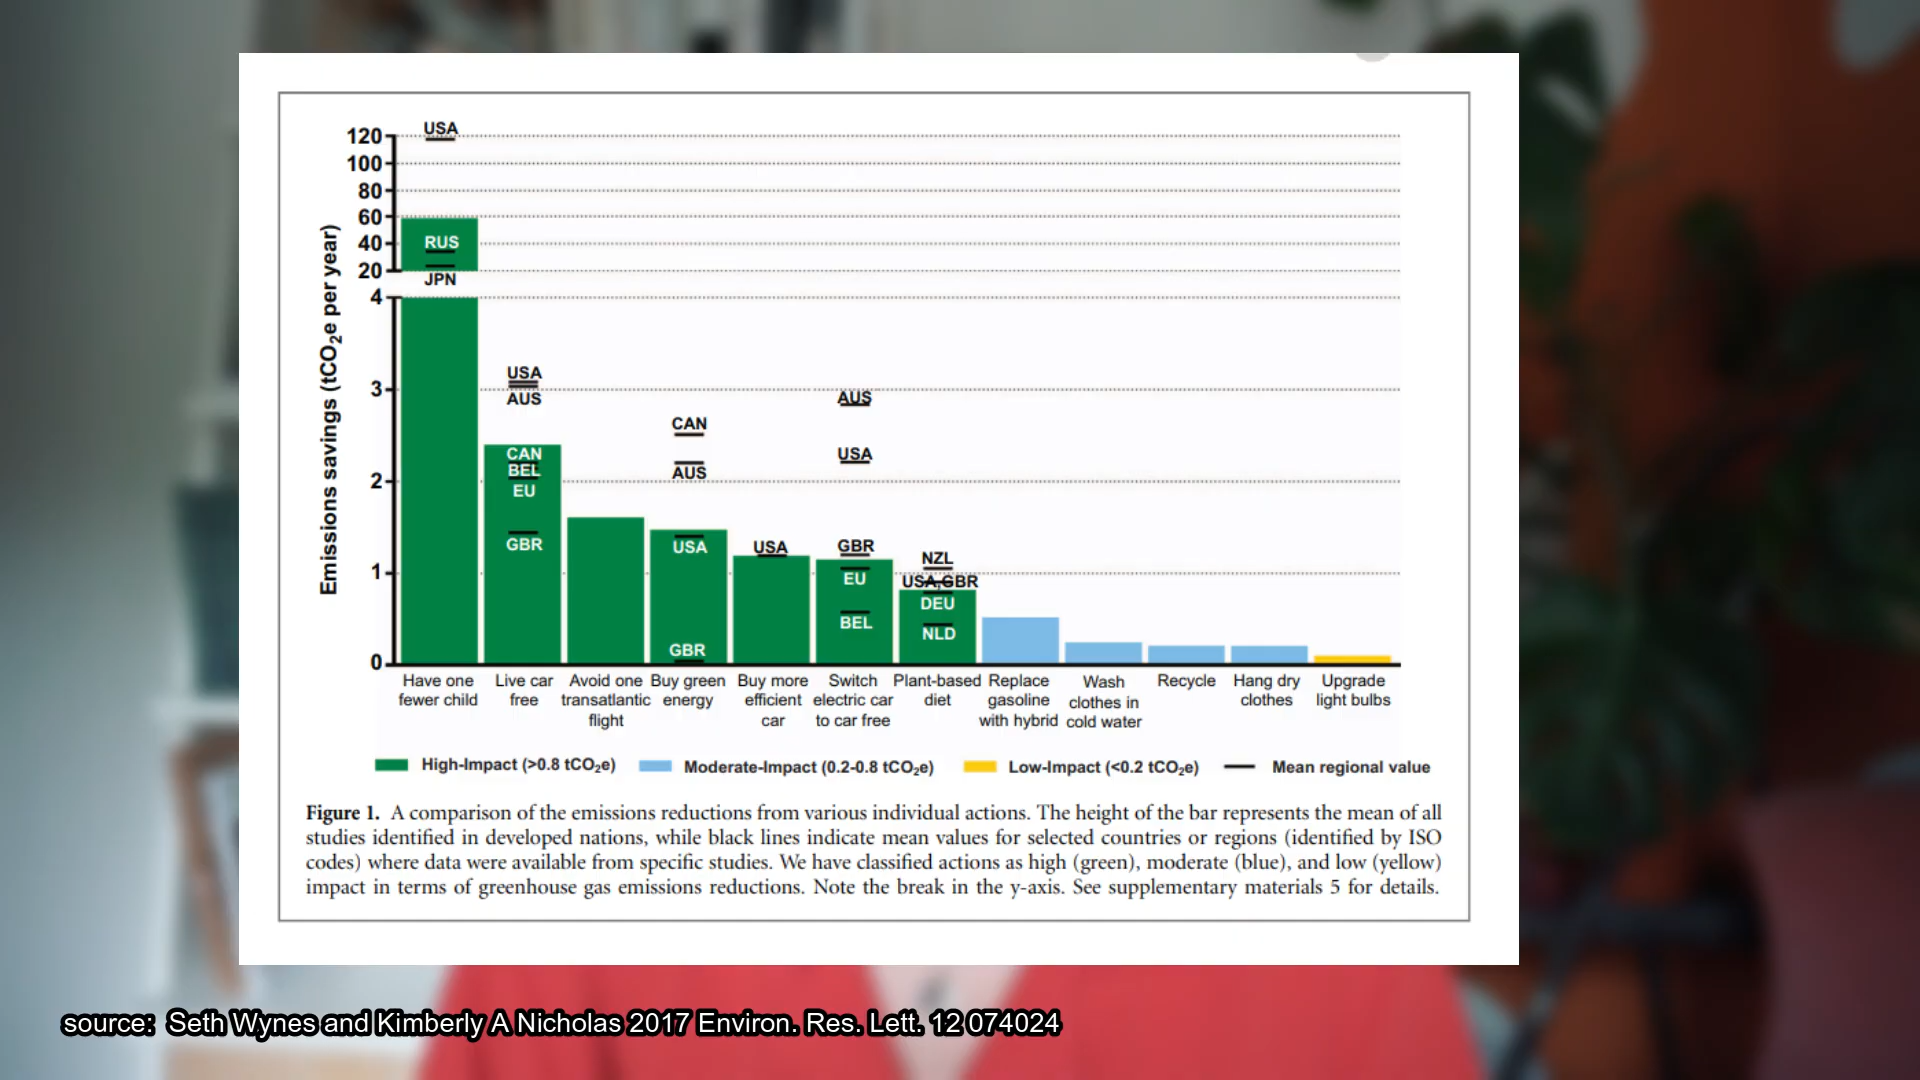 USA
120
100
80
60
40
20
4
3
2
1
0
Emissions savings (tCO₂e per year)
RUS
JPN
USA
AUS
CAN
BEL
EU
GBR
CAN
AUS
USA
GBR
USA
AUS
USA
GBR
EU
BEL
NZL
USA,GBR
DEU
NLD
Have one
fewer child
Live car
free
Avoid one
transatlantic
flight
Buy green
energy
Buy more
efficient
car
Switch
electric car
to car free
Plant-based
diet
Replace
gasoline
with hybrid
Wash
clothes in
cold water
Recycle
Hang dry
clothes
Upgrade
light bulbs
High-Impact (>0.8 tCO₂e)
Moderate-Impact (0.2-0.8 tCO₂e)
Low-Impact (<0.2 tCO₂e)
Mean regional value
Figure 1. A comparison of the emissions reductions from various individual actions. The height of the bar represents the mean of all
studies identified in developed nations, while black lines indicate mean values for selected countries or regions (identified by ISO
codes) where data were available from specific studies. We have classified actions as high (green), moderate (blue), and low (yellow)
impact in terms of greenhouse gas emissions reductions. Note the break in the y-axis. See supplementary materials 5 for details.
source: Seth Wynes and Kimberly A Nicholas 2017 Environ. Res. Lett. 12 074024